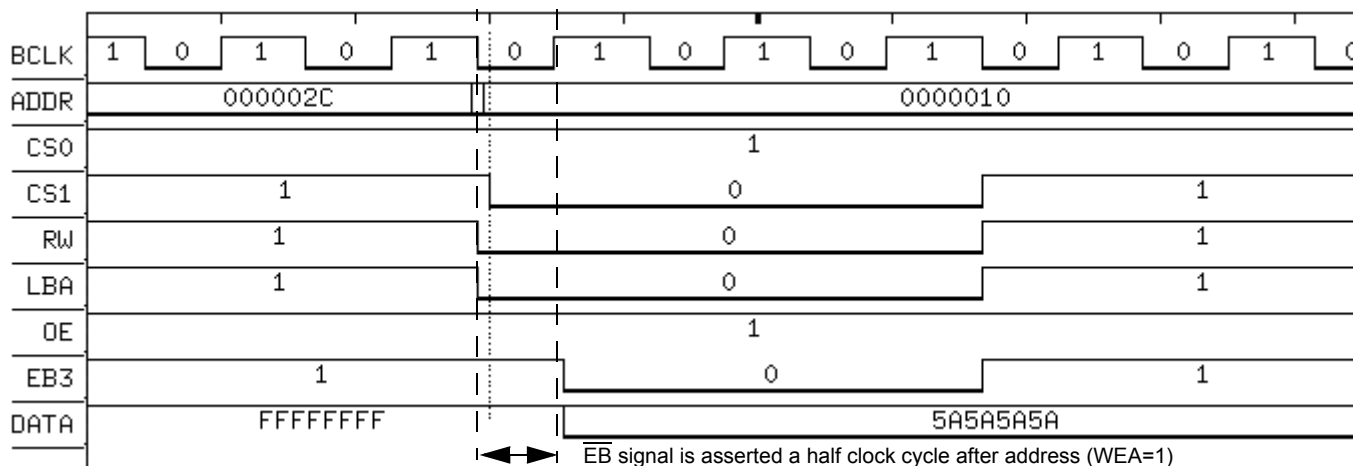 BCLK 1 0 1 0 1 0 1 0 1 0 1 0 1 0 1
ADDR 000002C 0000010
CS0 1
CS1 1 0 1
RW 1 0 1
LBA 1 0 1
OE 1
EB3 1 0 1
DATA FFFFFFFF 5A5A5A5A
EB signal is asserted a half clock cycle after address (WEA=1)